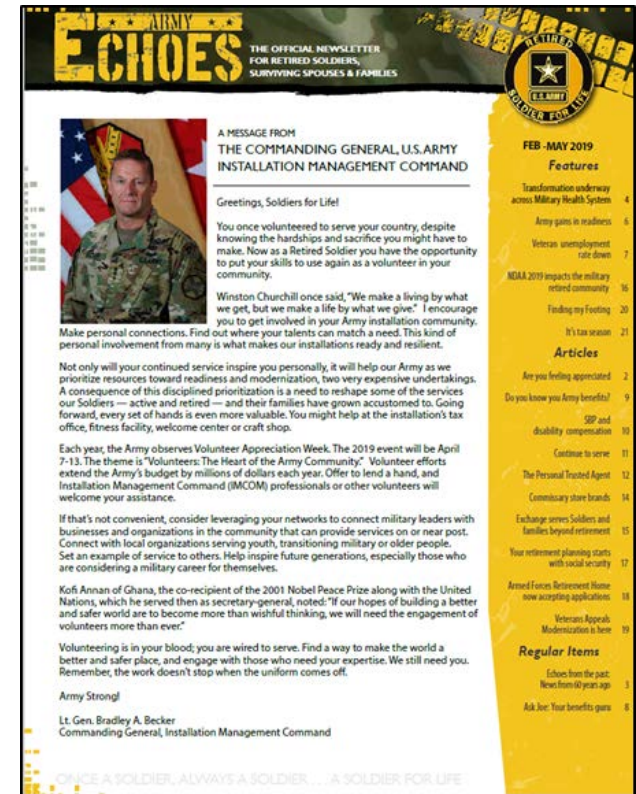 ARMY
ECHOES
THE OFFICIAL NEWSLETTER
FOR RETIRED SOLDIERS,
SURVIVING SPOUSES & FAMILIES
RETIRED
U.S. ARMY
SOLDIER FOR LIFE
A MESSAGE FROM
THE COMMANDING GENERAL, U.S. ARMY
INSTALLATION MANAGEMENT COMMAND
Greetings, Soldiers for Life!
You once volunteered to serve your country, despite
knowing the hardships and sacrifice you might have to
make. Now as a Retired Soldier you have the opportunity
to put your skills to use again as a volunteer in your
community.
Winston Churchill once said, "We make a living by what
we get, but we make a life by what we give." I encourage
you to get involved in your Army installation community.
Make personal connections. Find out where your talents can match a need. This kind of
personal involvement from many is what makes our installations ready and resilient.
Not only will your continued service inspire you personally, it will help our Army as we
prioritize resources toward readiness and modernization, two very expensive undertakings.
A consequence of this disciplined prioritization is a need to reshape some of the services
our Soldiers — active and retired — and their families have grown accustomed to. Going
forward, every set of hands is even more valuable. You might help at the installation's tax
office, fitness facility, welcome center or craft shop.
Each year, the Army observes Volunteer Appreciation Week. The 2019 event will be April
7-13. The theme is "Volunteers: The Heart of the Army Community." Volunteer efforts
extend the Army's budget by millions of dollars each year. Offer to lend a hand, and
Installation Management Command (IMCOM) professionals or other volunteers will
welcome your assistance.
If that's not convenient, consider leveraging your networks to connect military leaders with
businesses and organizations in the community that can provide services on or near post.
Connect with local organizations serving youth, transitioning military or older people.
Set an example of service to others. Help inspire future generations, especially those who
are considering a military career for themselves.
Kofi Annan of Ghana, the co-recipient of the 2001 Nobel Peace Prize along with the United
Nations, which he served then as secretary-general, noted: "If our hopes of building a better
and safer world are to become more than wishful thinking, we will need the engagement of
volunteers more than ever."
Volunteering is in your blood; you are wired to serve. Find a way to make the world a
better and safer place, and engage with those who need your expertise. We still need you.
Remember, the work doesn't stop when the uniform comes off.
Army Strong!
Lt. Gen. Bradley A. Becker
Commanding General, Installation Management Command
FEB -MAY 2019
Features
Transformation underway
across Military Health System 4
Army gains in readiness 6
Veteran unemployment
rate down 7
NDAA 2019 impacts the military
retired community 16
Finding my Footing 20
It's tax season 21
Articles
Are you feeling appreciated 2
Do you know you Army benefits? 9
SBP and
disability compensation 10
Continue to serve 11
The Personal Trusted Agent 12
Commissary store brands 14
Exchange serves Soldiers and
families beyond retirement 15
Your retirement planning starts
with social security 17
Armed Forces Retirement Home
now accepting applications 18
Veterans Appeals
Modernization is here 19
Regular Items
Echoes from the past:
News from 60 years ago 3
Ask Joe: Your benefits guru 8
ONCE A SOLDIER, ALWAYS A SOLDIER . . . A SOLDIER FOR LIFE